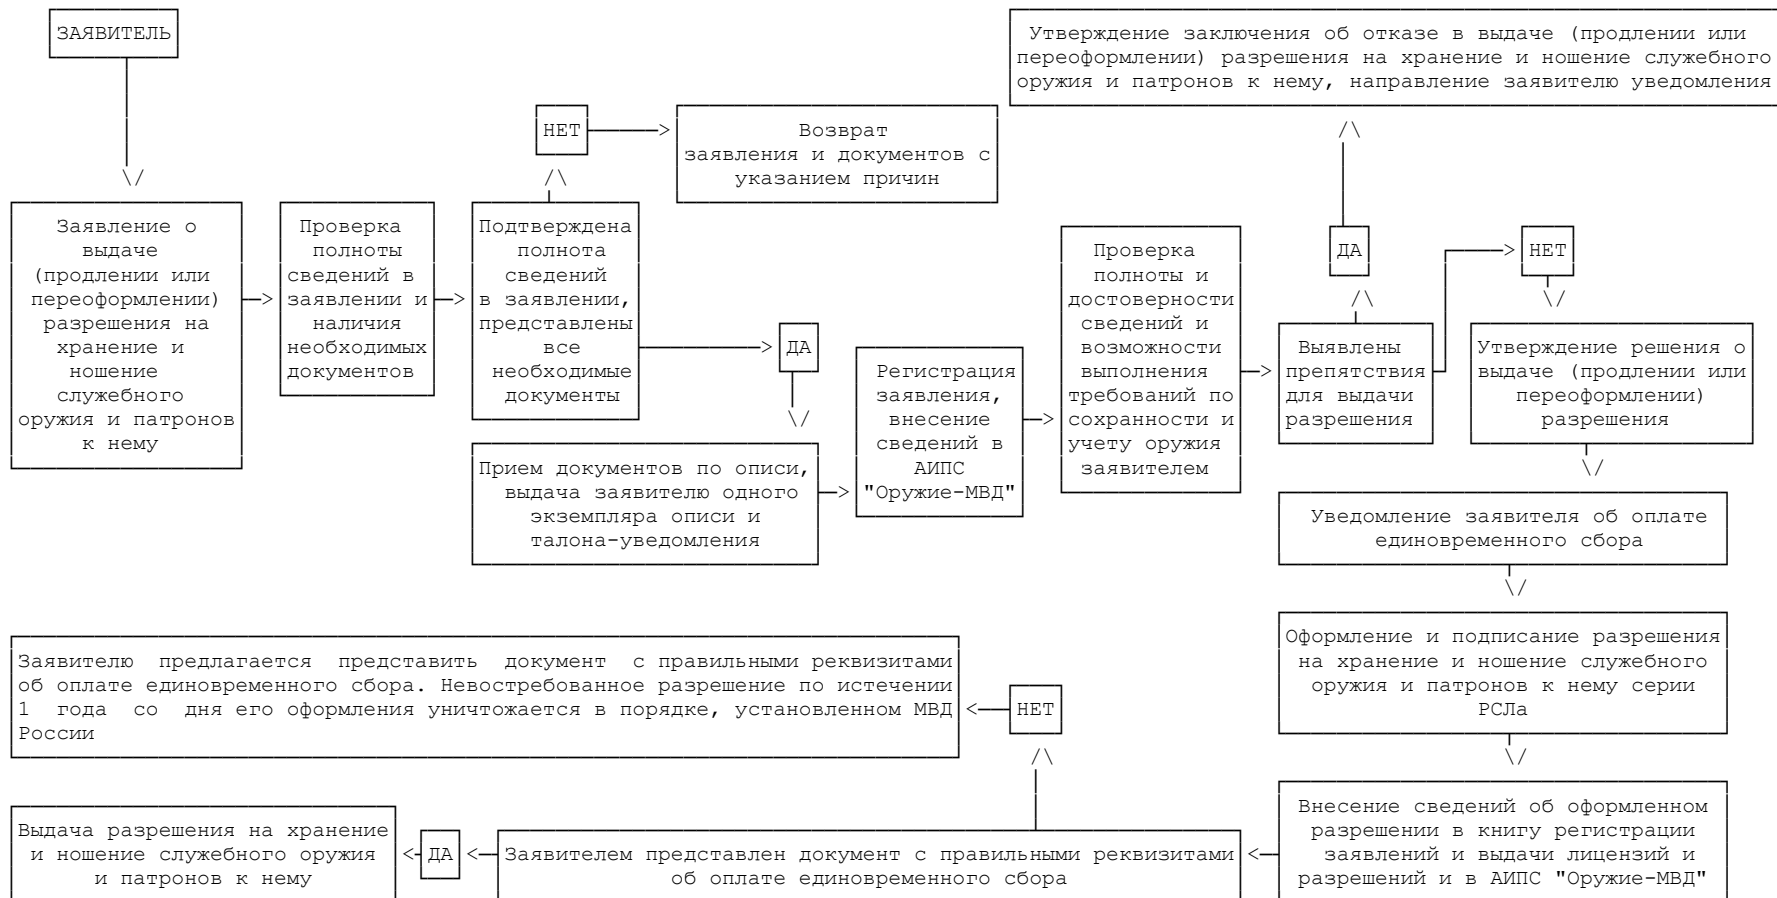 ЗАЯВИТЕЛЬ
Утверждение заключения об отказе в выдаче (продлении или
переоформлении) разрешения на хранение и ношение служебного
оружия и патронов к нему, направление заявителю уведомления
НЕТ
Возврат
заявления и документов с
указанием причин
Заявление о
выдаче
(продлении или
переоформлении)
разрешения на
хранение и
ношение
служебного
оружия и патронов
к нему
Проверка
полноты
сведений в
заявлении и
наличия
необходимых
документов
Подтверждена
полнота
сведений
в заявлении,
представлены
все
необходимые
документы
ДА
Прием документов по описи,
выдача заявителю одного
экземпляра описи и
талона-уведомления
Регистрация
заявления,
внесение
сведений в
АИПС
"Оружие-МВД"
Проверка
полноты и
достоверности
сведений и
возможности
выполнения
требований по
сохранности и
учету оружия
заявителем
ДА
Выявлены
препятствия
для выдачи
разрешения
НЕТ
Утверждение решения о
выдаче (продлении или
переоформлении)
разрешения
Уведомление заявителя об оплате
единовременного сбора
Оформление и подписание разрешения
на хранение и ношение служебного
оружия и патронов к нему серии
РСЛа
Заявителю предлагается представить документ с правильными реквизитами
об оплате единовременного сбора. Невостребованное разрешение по истечении
1 года со дня его оформления уничтожается в порядке, установленном МВД
России
НЕТ
Внесение сведений об оформленном
разрешении в книгу регистрации
заявлений и выдачи лицензий и
разрешений и в АИПС "Оружие-МВД"
Заявителем представлен документ с правильными реквизитами
об оплате единовременного сбора
ДА
Выдача разрешения на хранение
и ношение служебного оружия
и патронов к нему